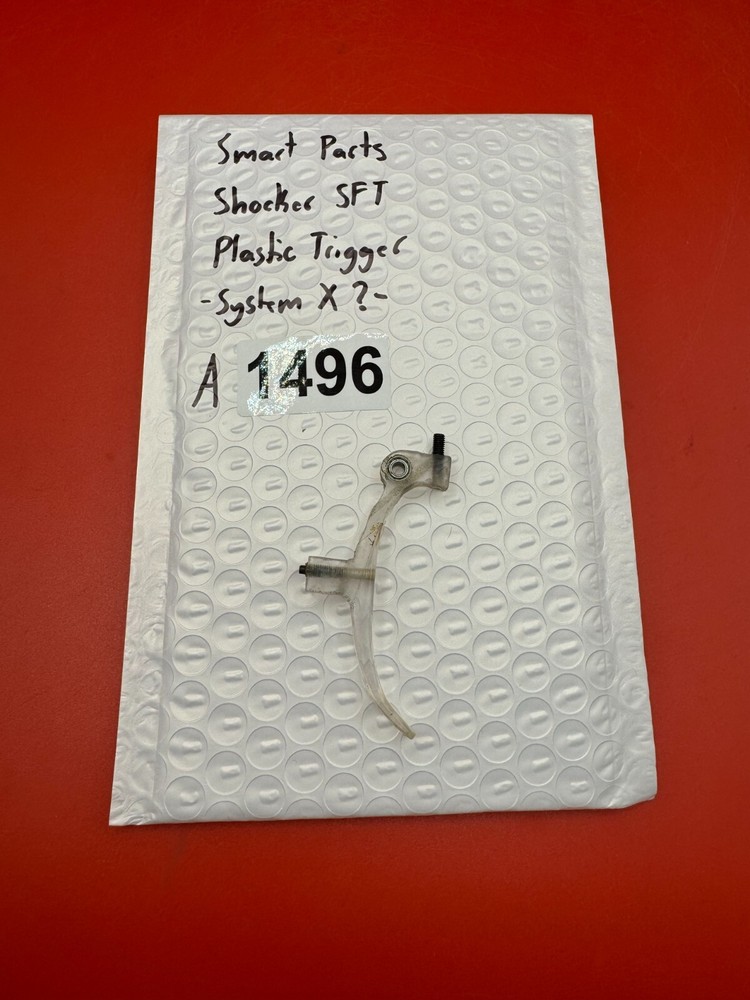 Smart Parts
Shocker SFT
Plastic Trigger
-System X?-
A 1496